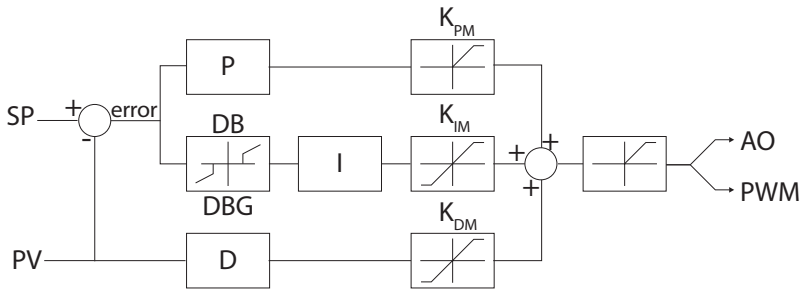 K_PM
P
SP
+
-
error
DB
DBG
I
K_IM
+
+
+
AO
PWM
PV
D
K_DM